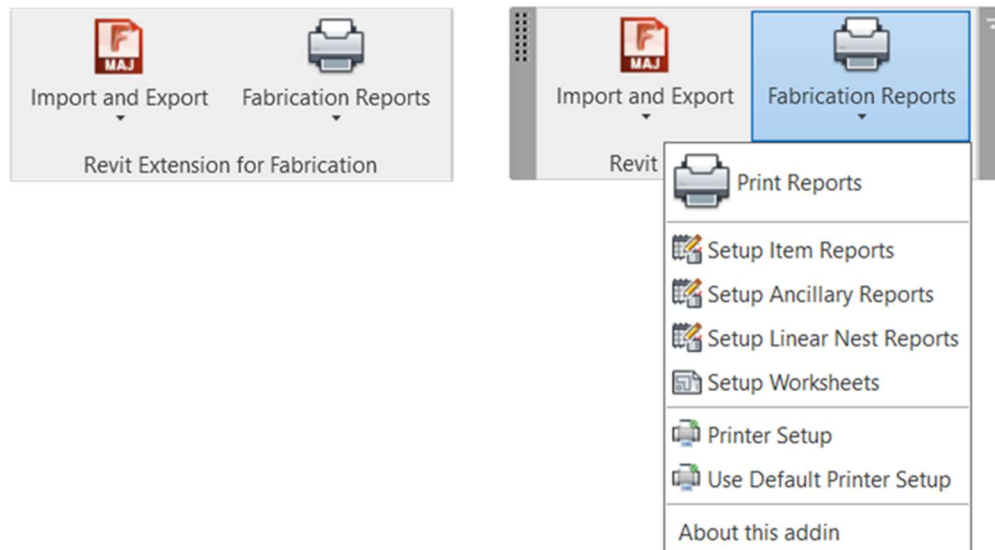 MAJ
Import and Export
Fabrication Reports
Revit Extension for Fabrication
MAJ
Import and Export
Fabrication Reports
Revit
Print Reports
Setup Item Reports
Setup Ancillary Reports
Setup Linear Nest Reports
Setup Worksheets
Printer Setup
Use Default Printer Setup
About this addin